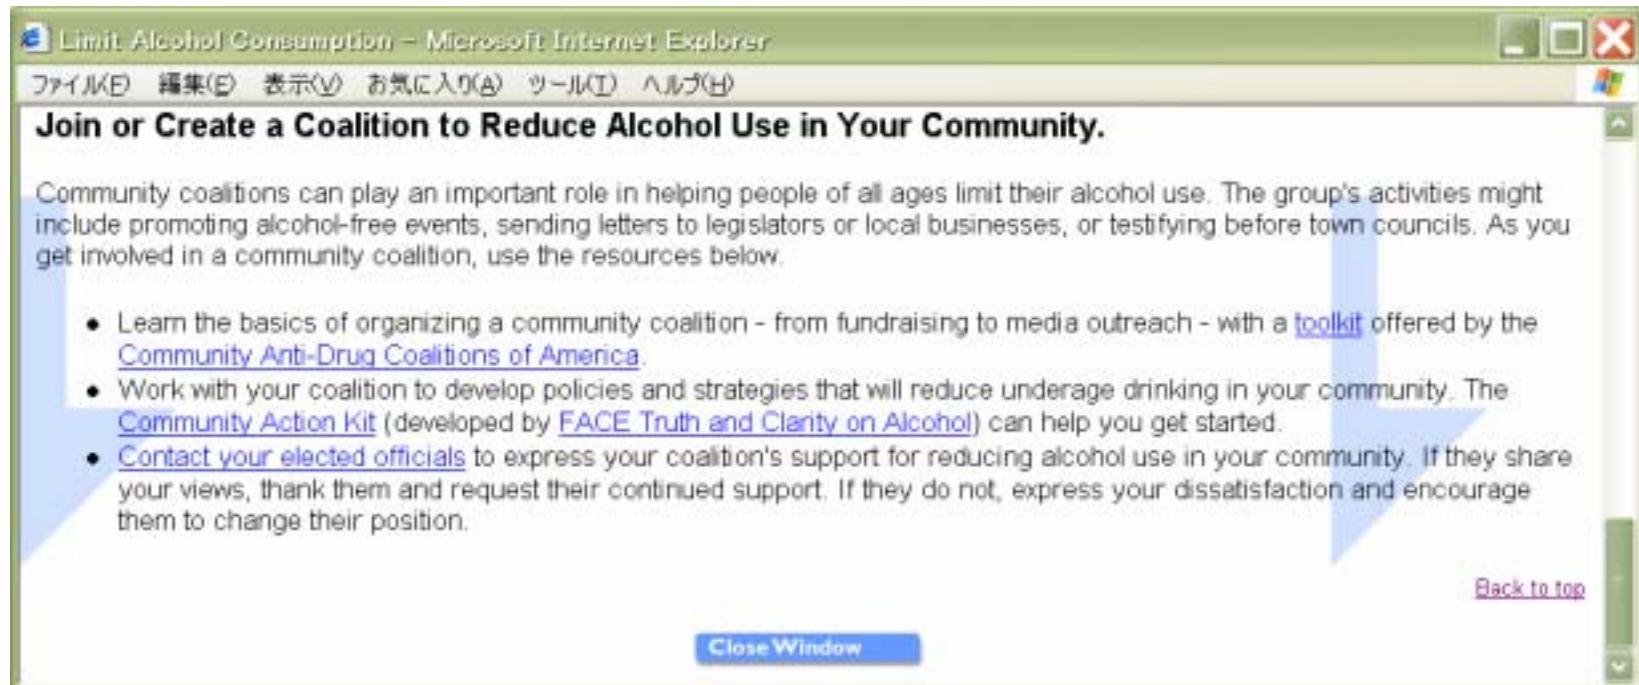 Limit Alcohol Consumption - Microsoft Internet Explorer
ファイル(F) 編集(E) 表示(V) お気に入り(A) ツール(T) ヘルプ(H)
Join or Create a Coalition to Reduce Alcohol Use in Your Community.
Community coalitions can play an important role in helping people of all ages limit their alcohol use. The group's activities might
include promoting alcohol-free events, sending letters to legislators or local businesses, or testifying before town councils. As you
get involved in a community coalition, use the resources below.
• Learn the basics of organizing a community coalition - from fundraising to media outreach - with a toolkit offered by the
Community Anti-Drug Coalitions of America.
• Work with your coalition to develop policies and strategies that will reduce underage drinking in your community. The
Community Action Kit (developed by FACE Truth and Clarity on Alcohol) can help you get started.
• Contact your elected officials to express your coalition's support for reducing alcohol use in your community. If they share
your views, thank them and request their continued support. If they do not, express your dissatisfaction and encourage
them to change their position.
Back to top
Close Window